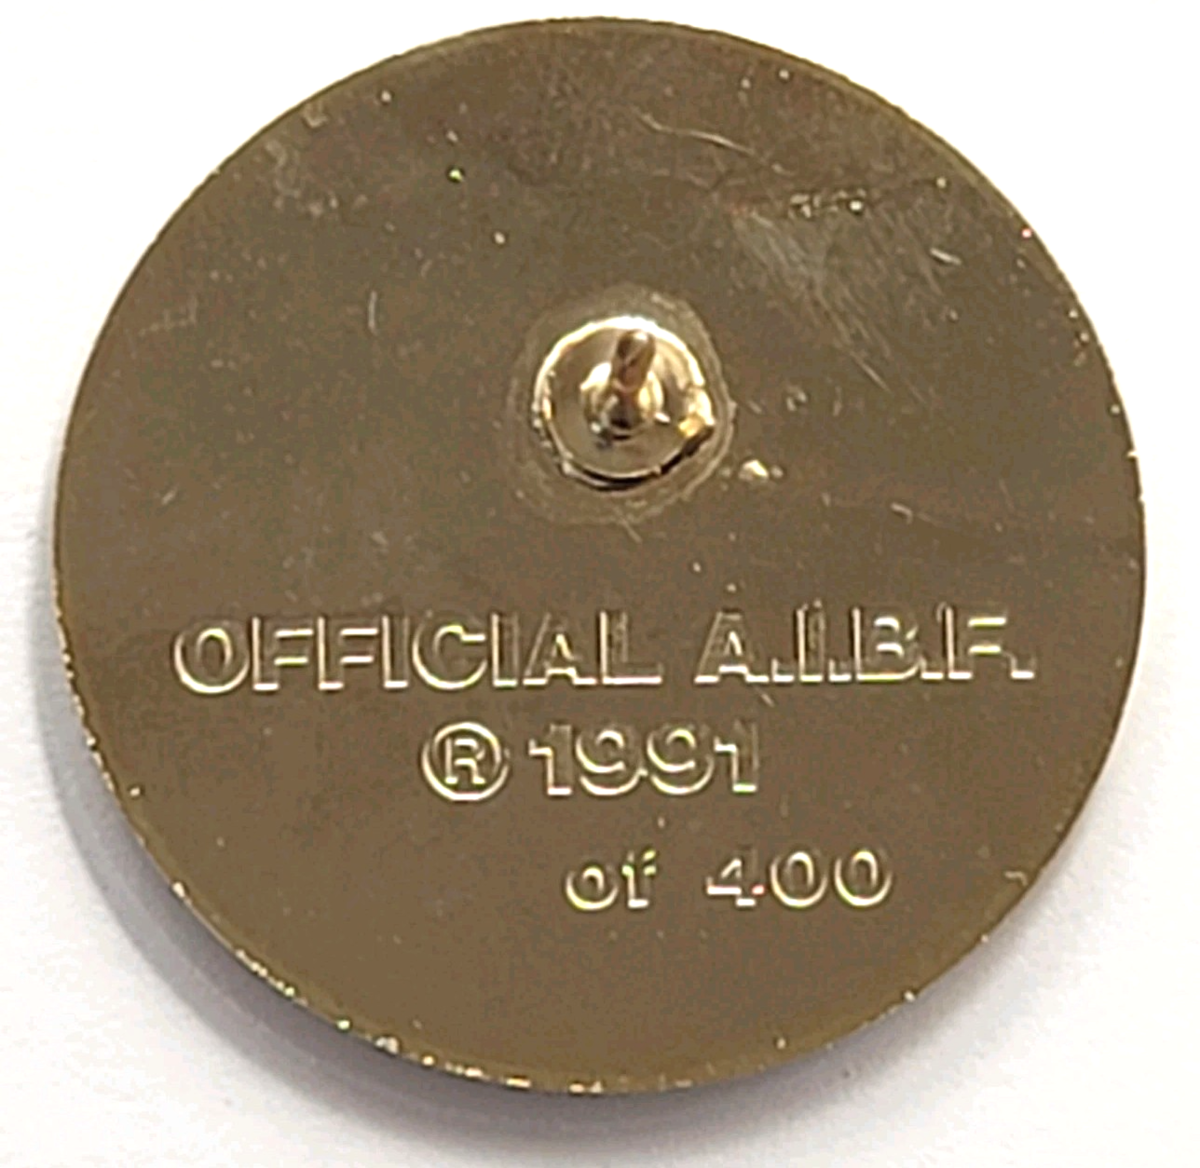 OFFICIAL A.I.B.F.
® 1991
of 400